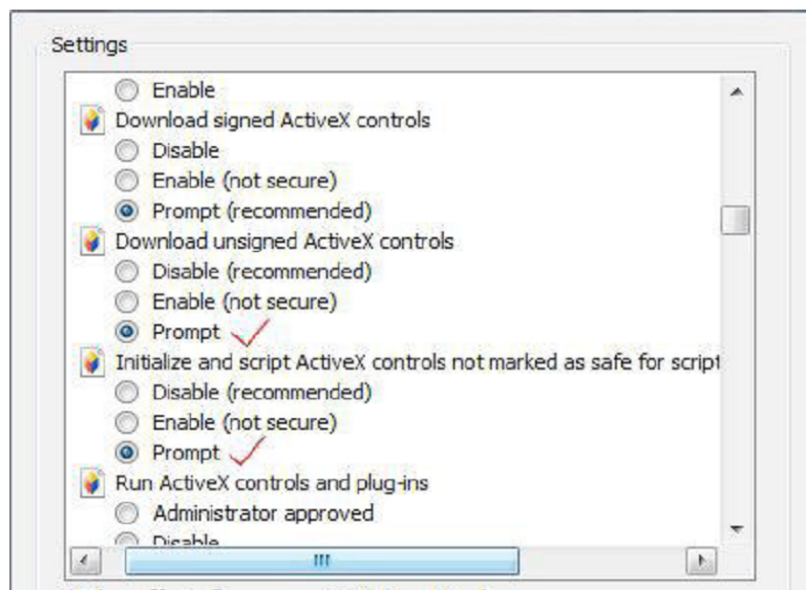 Settings
Enable
Download signed ActiveX controls
Disable
Enable (not secure)
Prompt (recommended)
Download unsigned ActiveX controls
Disable (recommended)
Enable (not secure)
Prompt
Initialize and script ActiveX controls not marked as safe for script
Disable (recommended)
Enable (not secure)
Prompt
Run ActiveX controls and plug-ins
Administrator approved
Disable